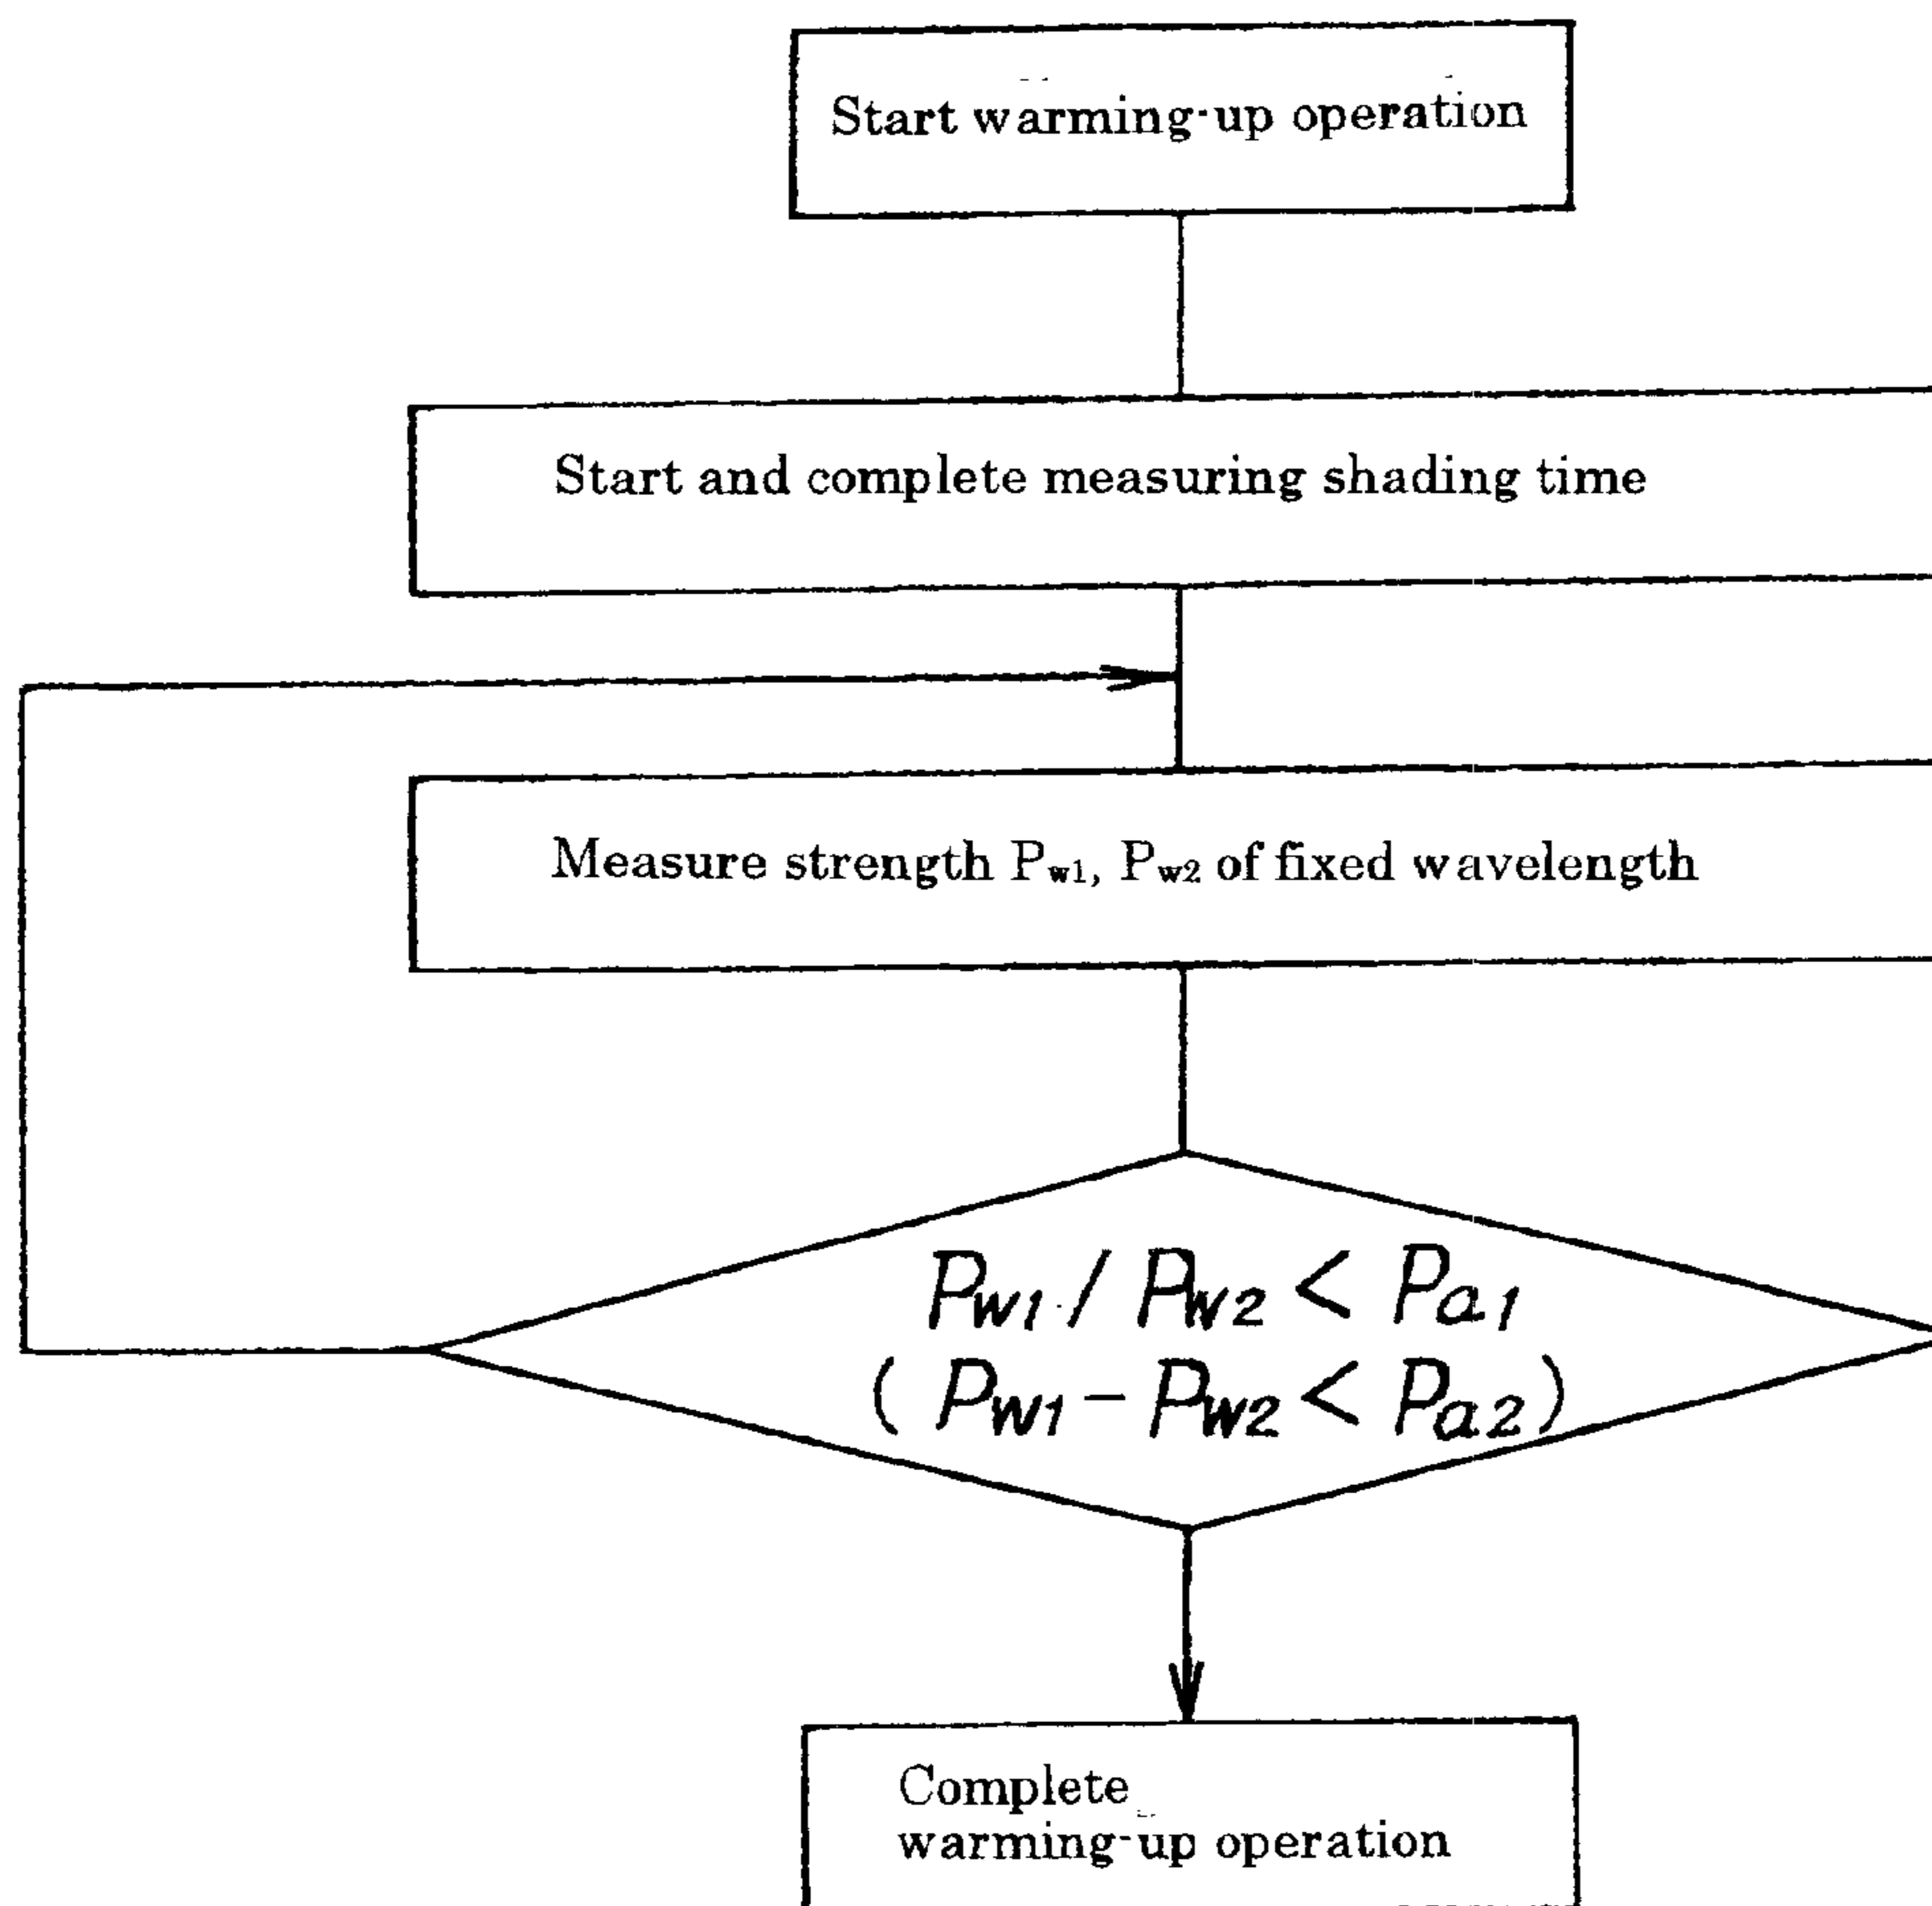 Start warming-up operation
Start and complete measuring shading time
Measure strength Pw1, Pw2 of fixed wavelength
Pw1 / Pw2 < Pa1
( Pw1 - Pw2 < Pa2 )
Complete
warming-up operation